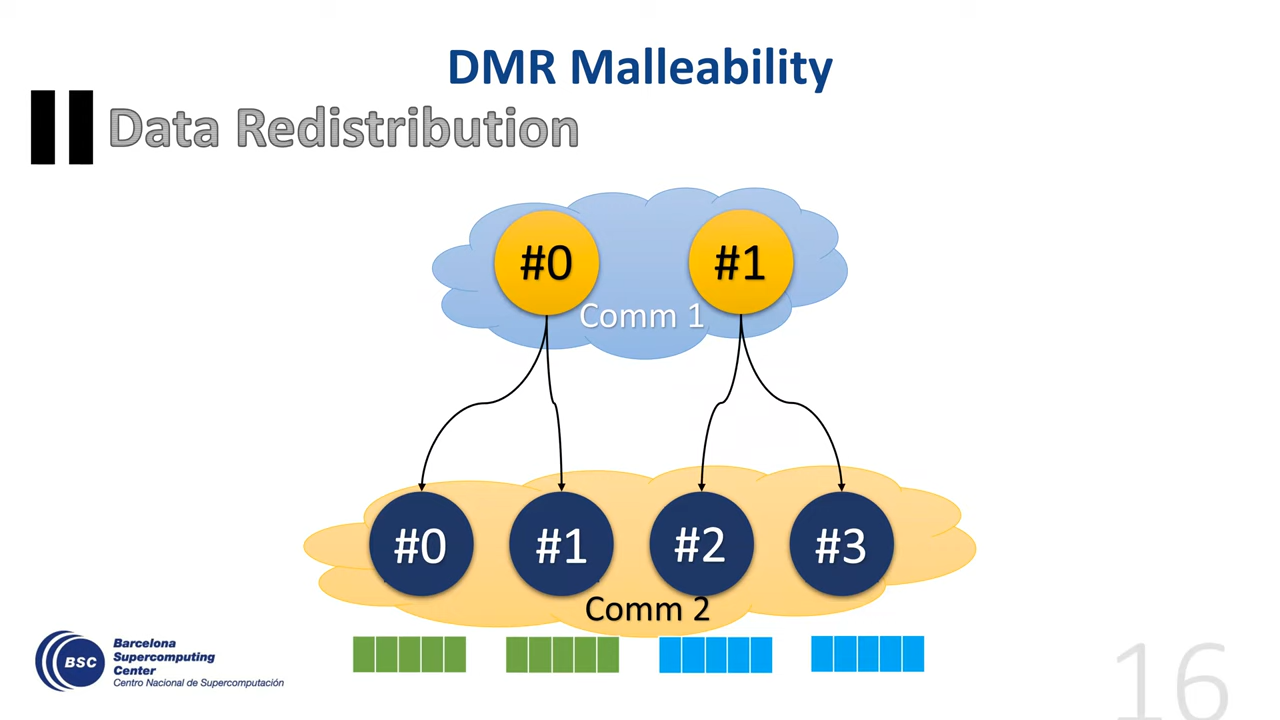 DMR Malleability
Data Redistribution
#0
#1
Comm 1
#0
#1
#2
#3
Comm 2
BSC
Barcelona
Supercomputing
Center
Centro Nacional de Supercomputación
16